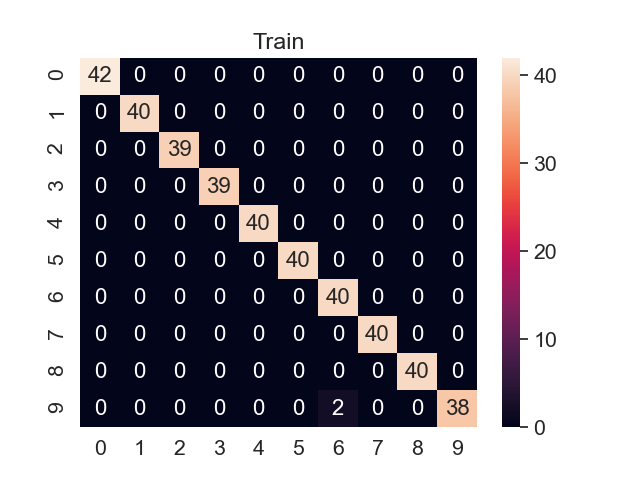 Train
0 42 0 0 0 0 0 0 0 0 0
1 0 40 0 0 0 0 0 0 0 0
2 0 0 39 0 0 0 0 0 0 0
3 0 0 0 39 0 0 0 0 0 0
4 0 0 0 0 40 0 0 0 0 0
5 0 0 0 0 0 40 0 0 0 0
6 0 0 0 0 0 0 40 0 0 0
7 0 0 0 0 0 0 0 40 0 0
8 0 0 0 0 0 0 0 0 40 0
9 0 0 0 0 0 0 2 0 0 38
0 1 2 3 4 5 6 7 8 9
40
30
20
10
0